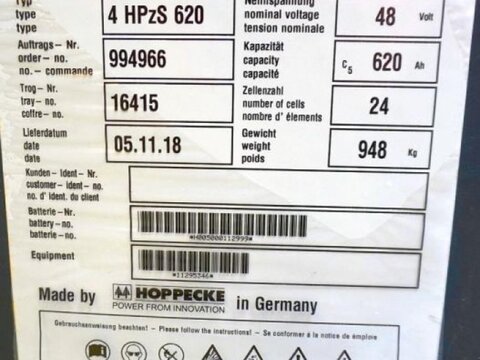 Typ
type
type
4 HPzS 620
Nennspannung
nominal voltage
tension nominale
48 Volt
Auftrags- Nr.
order- no.
no.- commande
994966
Kapazität
capacity
capacité
C5 620 Ah
Trog- Nr.
tray- no.
coffre- no.
16415
Zellenzahl
number of cells
nombre d' élements
24
Lieferdatum
date
date
05.11.18
Gewicht
weight
poids
948 Kg
Kunden - Ident - Nr.
customer - ident - no.
n. d' ident. du client
Batterie- Nr.
battery- no.
batterie- no.
*H005000112999*
Equipment
*11295346*
Made by HOPPECKE in Germany
POWER FROM INNOVATION
Gebrauchsanweisung beachten! – Please follow the instructions! – Se conformer á la notice de émploie